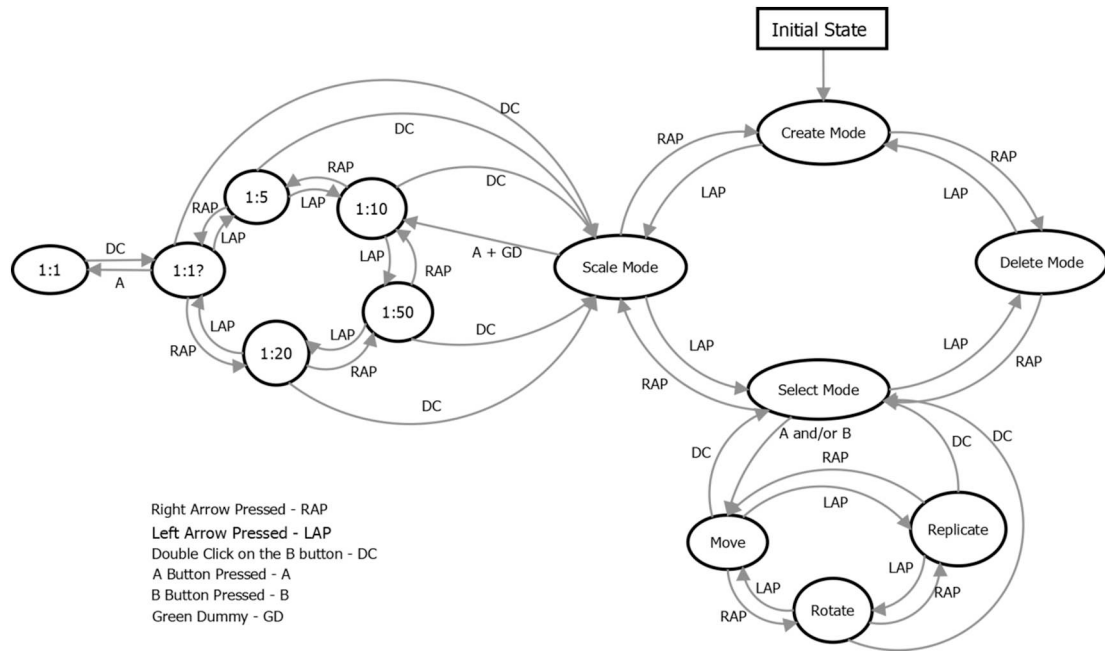 Initial State
DC
Create Mode
RAP
RAP
DC
LAP
LAP
RAP
DC
1:5
1:10
LAP
RAP
LAP
DC
1:1
A
1:1?
LAP
RAP
A + GD
Scale Mode
Delete Mode
1:50
LAP
LAP
DC
RAP
1:20
RAP
LAP
RAP
LAP
RAP
Select Mode
DC
A and/or B
DC
RAP
DC
DC
LAP
Move
Replicate
LAP
LAP
RAP
RAP
Rotate
Right Arrow Pressed - RAP
Left Arrow Pressed - LAP
Double Click on the B button - DC
A Button Pressed - A
B Button Pressed - B
Green Dummy - GD